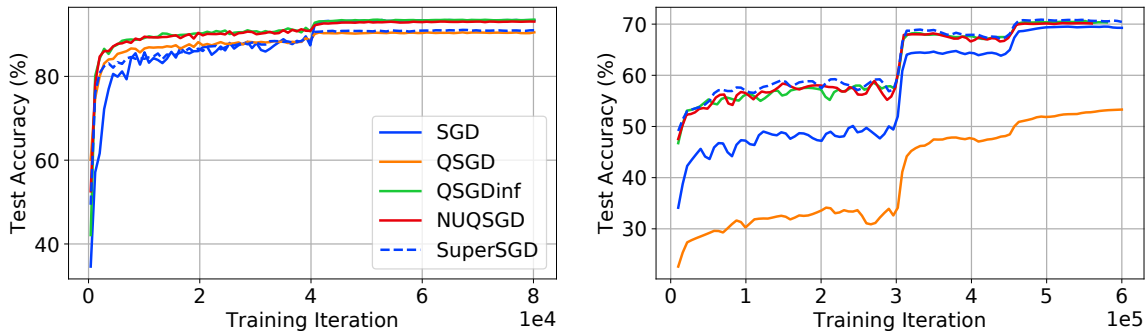 Test Accuracy (%)
80
60
40
SGD
QSGD
QSGDinf
NUQSGD
SuperSGD
0
2
4
6
8
1e4
Training Iteration
Test Accuracy (%)
70
60
50
40
30
0
1
2
3
4
5
6
1e5
Training Iteration